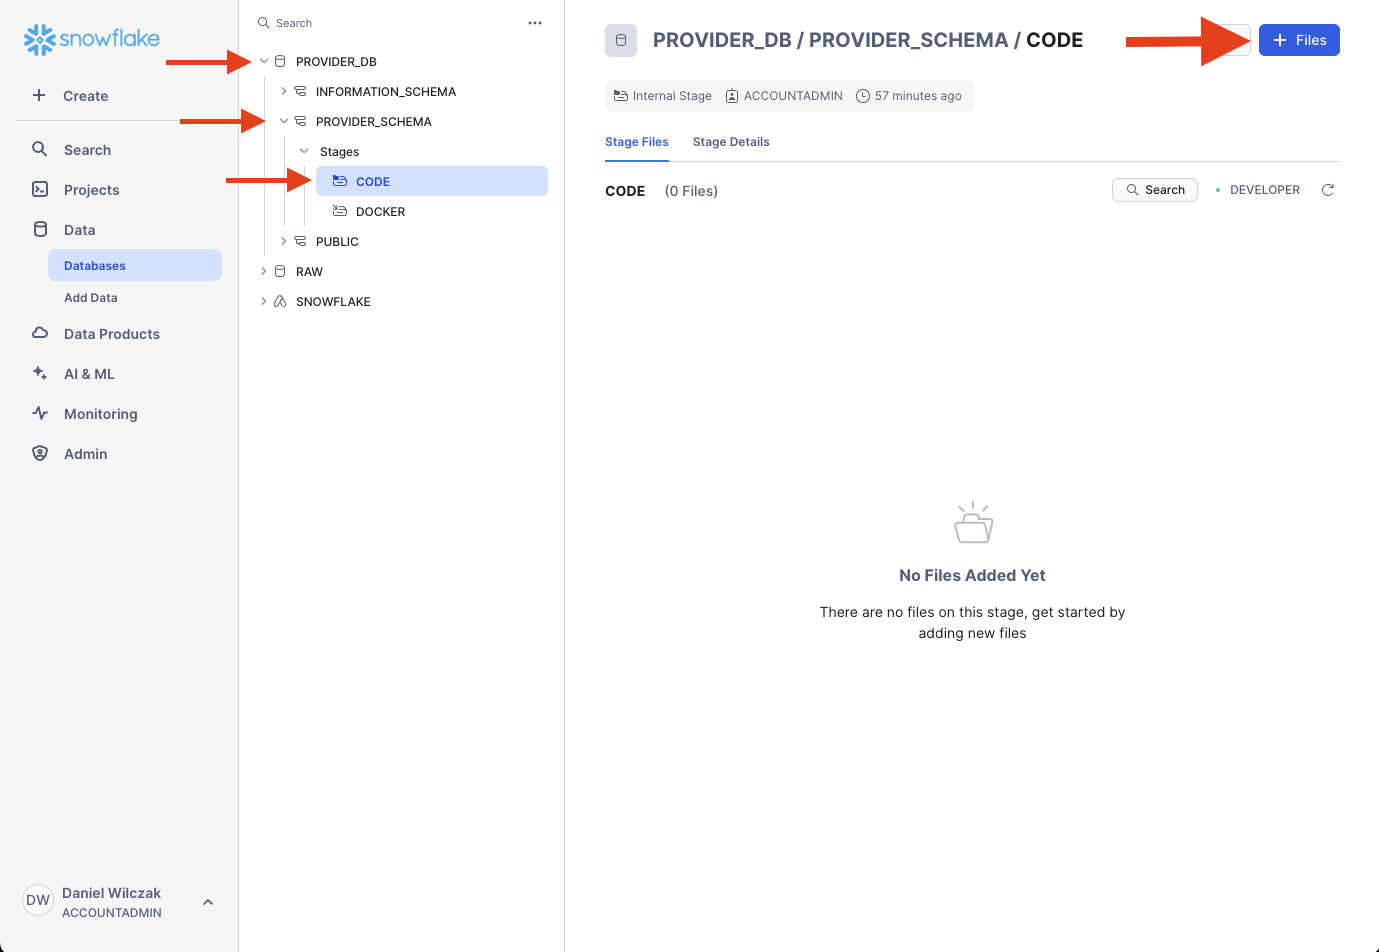 snowflake
Create
Search
Projects
Data
Databases
Add Data
Data Products
AI & ML
Monitoring
Admin
DW
Daniel Wilczak
ACCOUNTADMIN
Search
PROVIDER_DB
INFORMATION_SCHEMA
PROVIDER_SCHEMA
Stages
CODE
DOCKER
PUBLIC
RAW
SNOWFLAKE
PROVIDER_DB / PROVIDER_SCHEMA / CODE
+ Files
Internal Stage ACCOUNTADMIN 57 minutes ago
Stage Files Stage Details
CODE (0 Files) Search DEVELOPER
No Files Added Yet
There are no files on this stage, get started by
adding new files